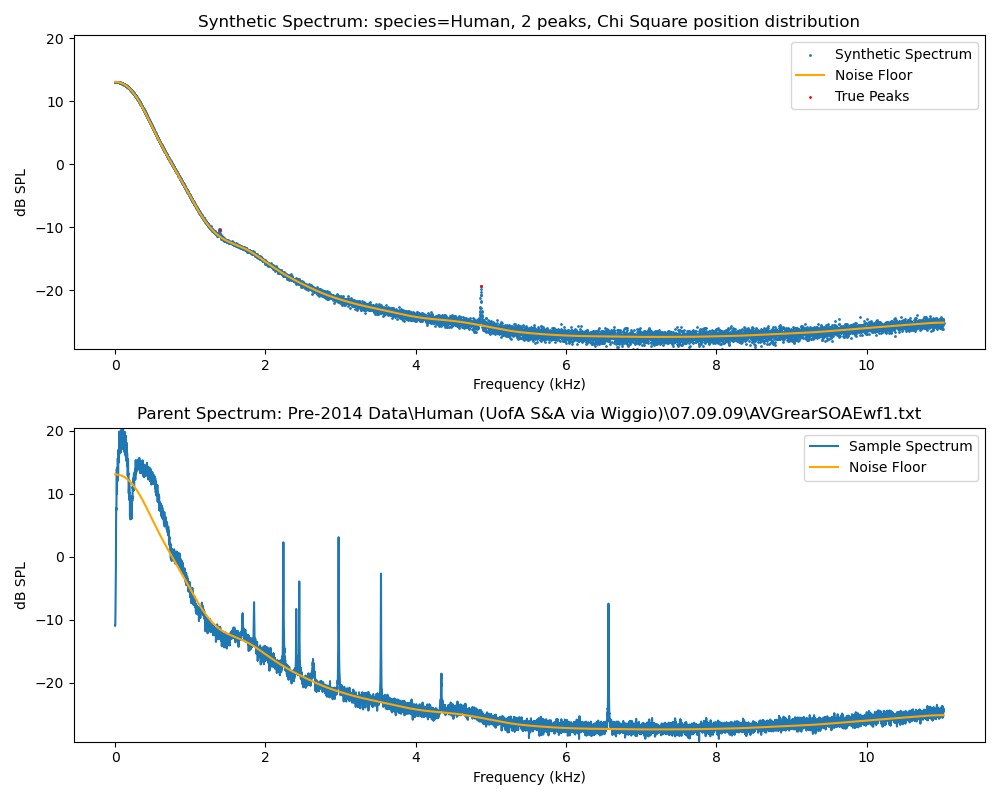 Synthetic Spectrum: species=Human, 2 peaks, Chi Square position distribution
20
10
0
−10
−20
dB SPL
Synthetic Spectrum
Noise Floor
True Peaks
0 2 4 6 8 10
Frequency (kHz)
Parent Spectrum: Pre-2014 Data\Human (UofA S&A via Wiggio)\07.09.09\AVGrearSOAEwf1.txt
20
10
0
−10
−20
dB SPL
Sample Spectrum
Noise Floor
0 2 4 6 8 10
Frequency (kHz)